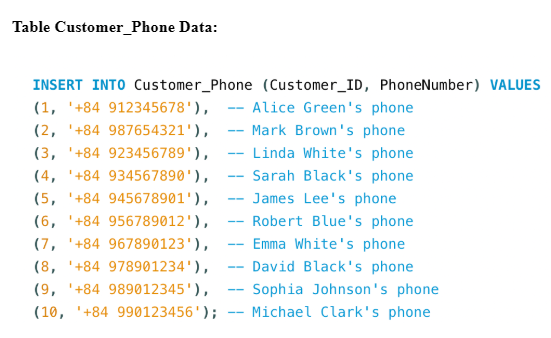 Table Customer_Phone Data:
INSERT INTO Customer_Phone (Customer_ID, PhoneNumber) VALUES
(1, '+84 912345678'),  -- Alice Green's phone
(2, '+84 987654321'),  -- Mark Brown's phone
(3, '+84 923456789'),  -- Linda White's phone
(4, '+84 934567890'),  -- Sarah Black's phone
(5, '+84 945678901'),  -- James Lee's phone
(6, '+84 956789012'),  -- Robert Blue's phone
(7, '+84 967890123'),  -- Emma White's phone
(8, '+84 978901234'),  -- David Black's phone
(9, '+84 989012345'),  -- Sophia Johnson's phone
(10, '+84 990123456'); -- Michael Clark's phone